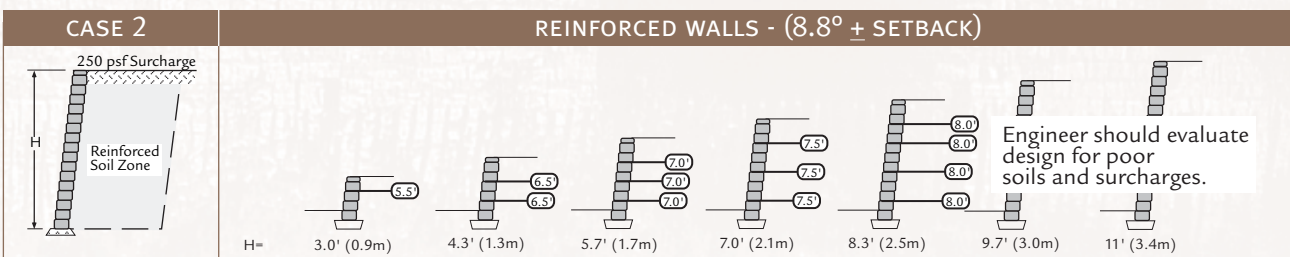 CASE 2
REINFORCED WALLS - (8.8º ± SETBACK)
250 psf Surcharge
H
Reinforced
Soil Zone
5.5'
6.5'
6.5'
7.0'
7.0'
7.0'
7.5'
7.5'
7.5'
8.0'
8.0'
8.0'
8.0'
Engineer should evaluate
design for poor
soils and surcharges.
H= 3.0' (0.9m) 4.3' (1.3m) 5.7' (1.7m) 7.0' (2.1m) 8.3' (2.5m) 9.7' (3.0m) 11' (3.4m)